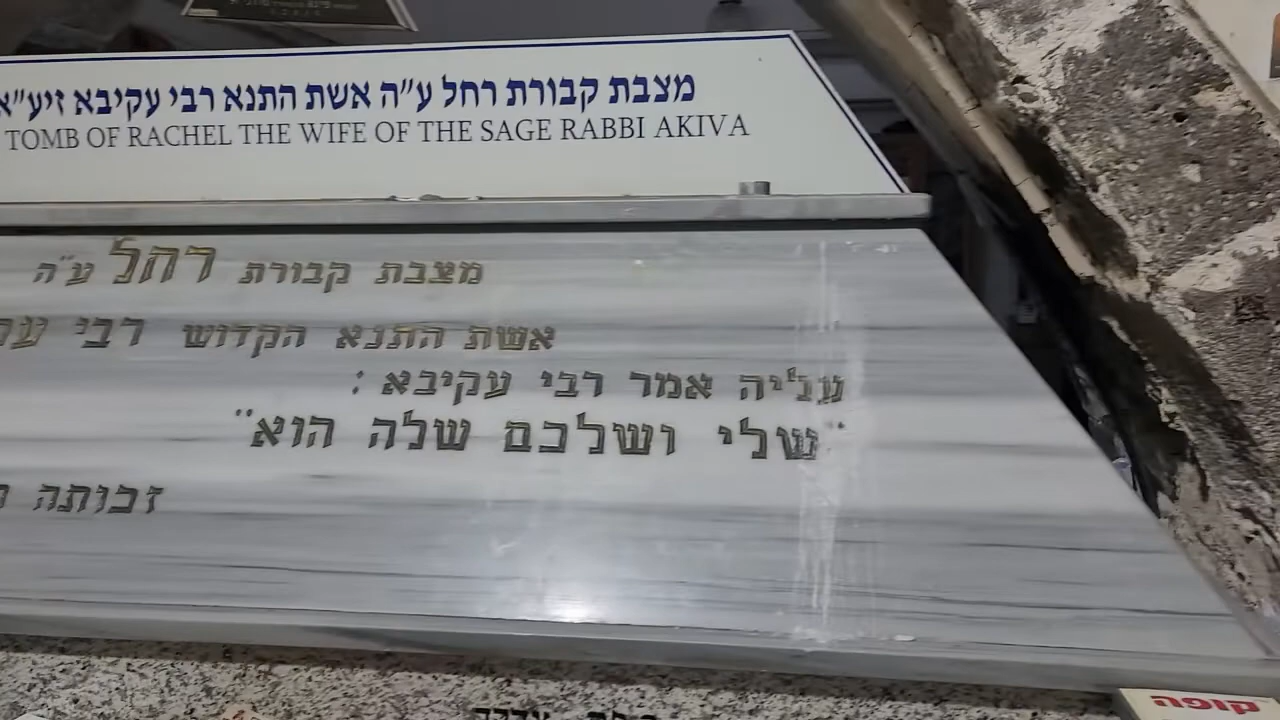 מצבת קבורת רחל ע״ה אשת התנא רבי עקיבא זיע״א
TOMB OF RACHEL THE WIFE OF THE SAGE RABBI AKIVA
מצבת קבורת רחל ע״ה
אשת התנא הקדוש רבי
עליה אמר רבי עקיבא :
"שלי ושלכם שלה הוא"
זכותה
קופה